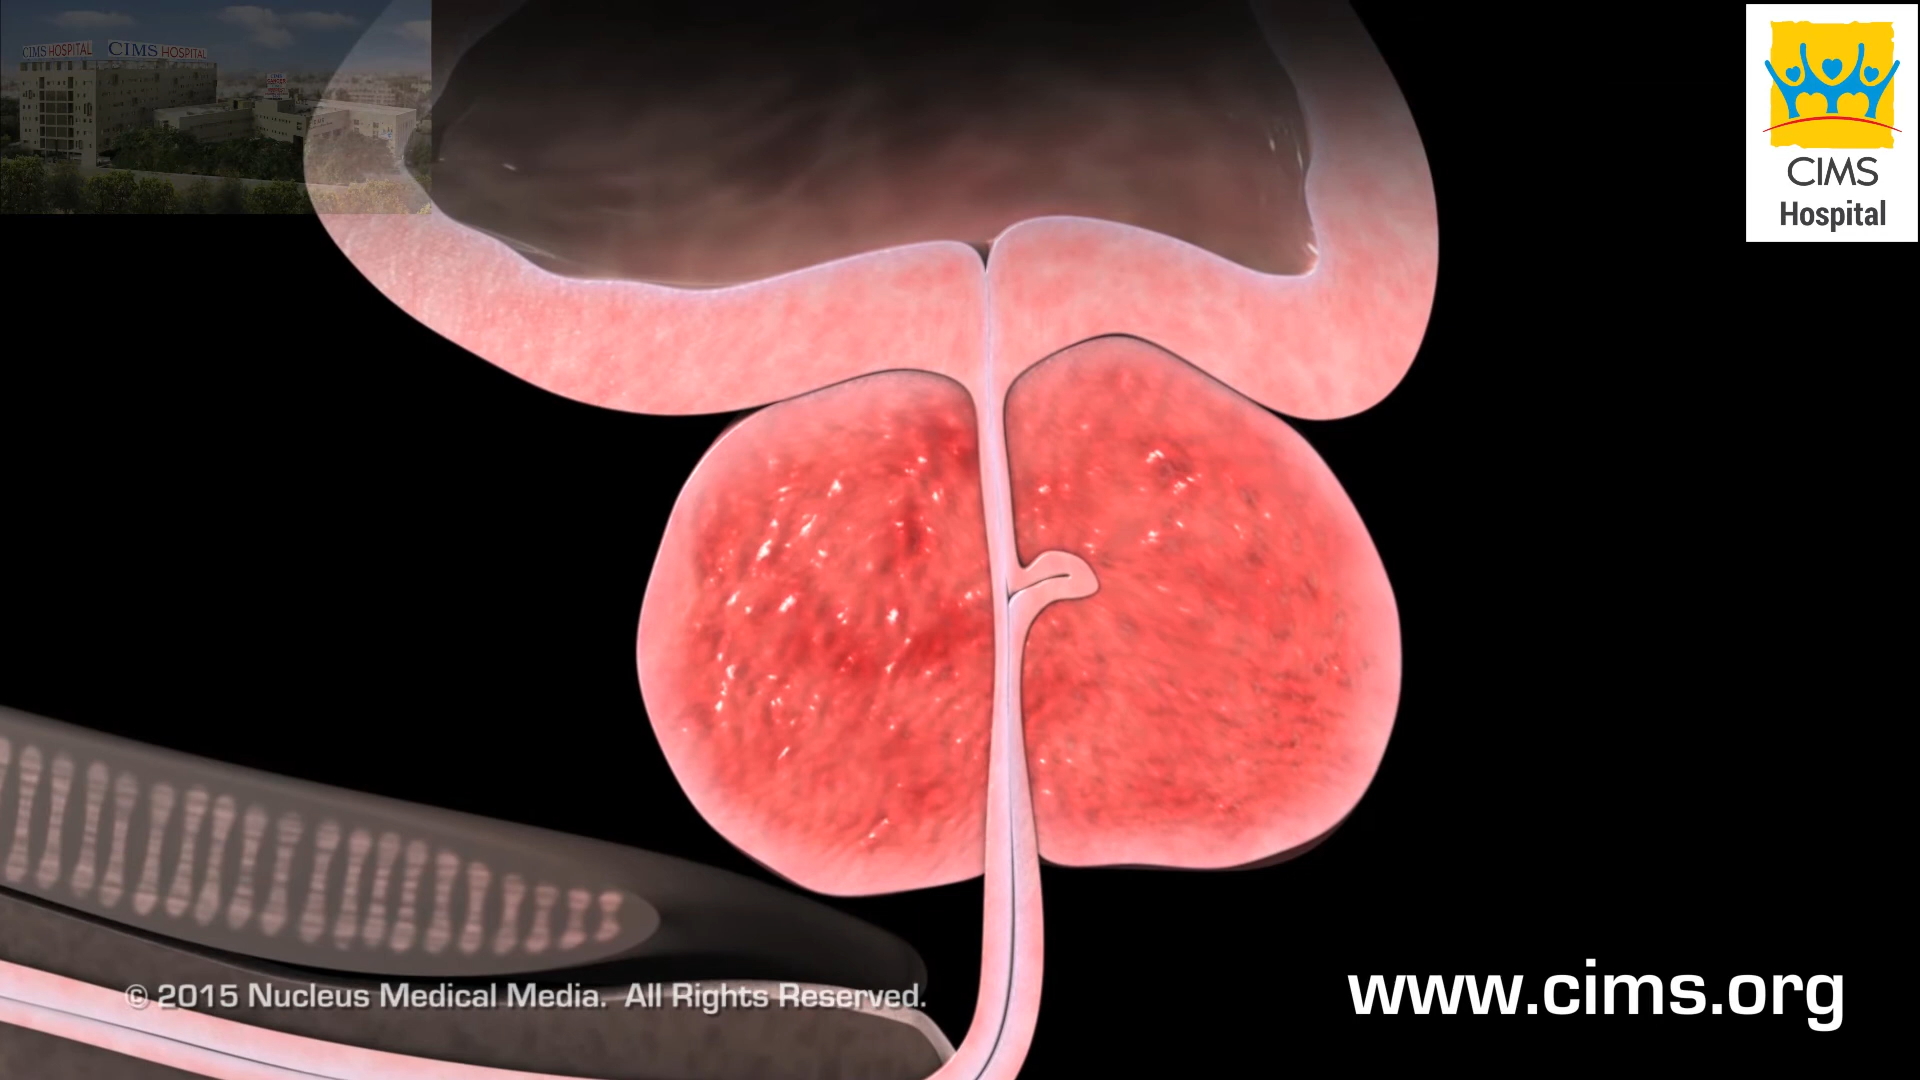 CIMS HOSPITAL CIMS HOSPITAL
CIMS
Hospital
© 2015 Nucleus Medical Media. All Rights Reserved.
www.cims.org